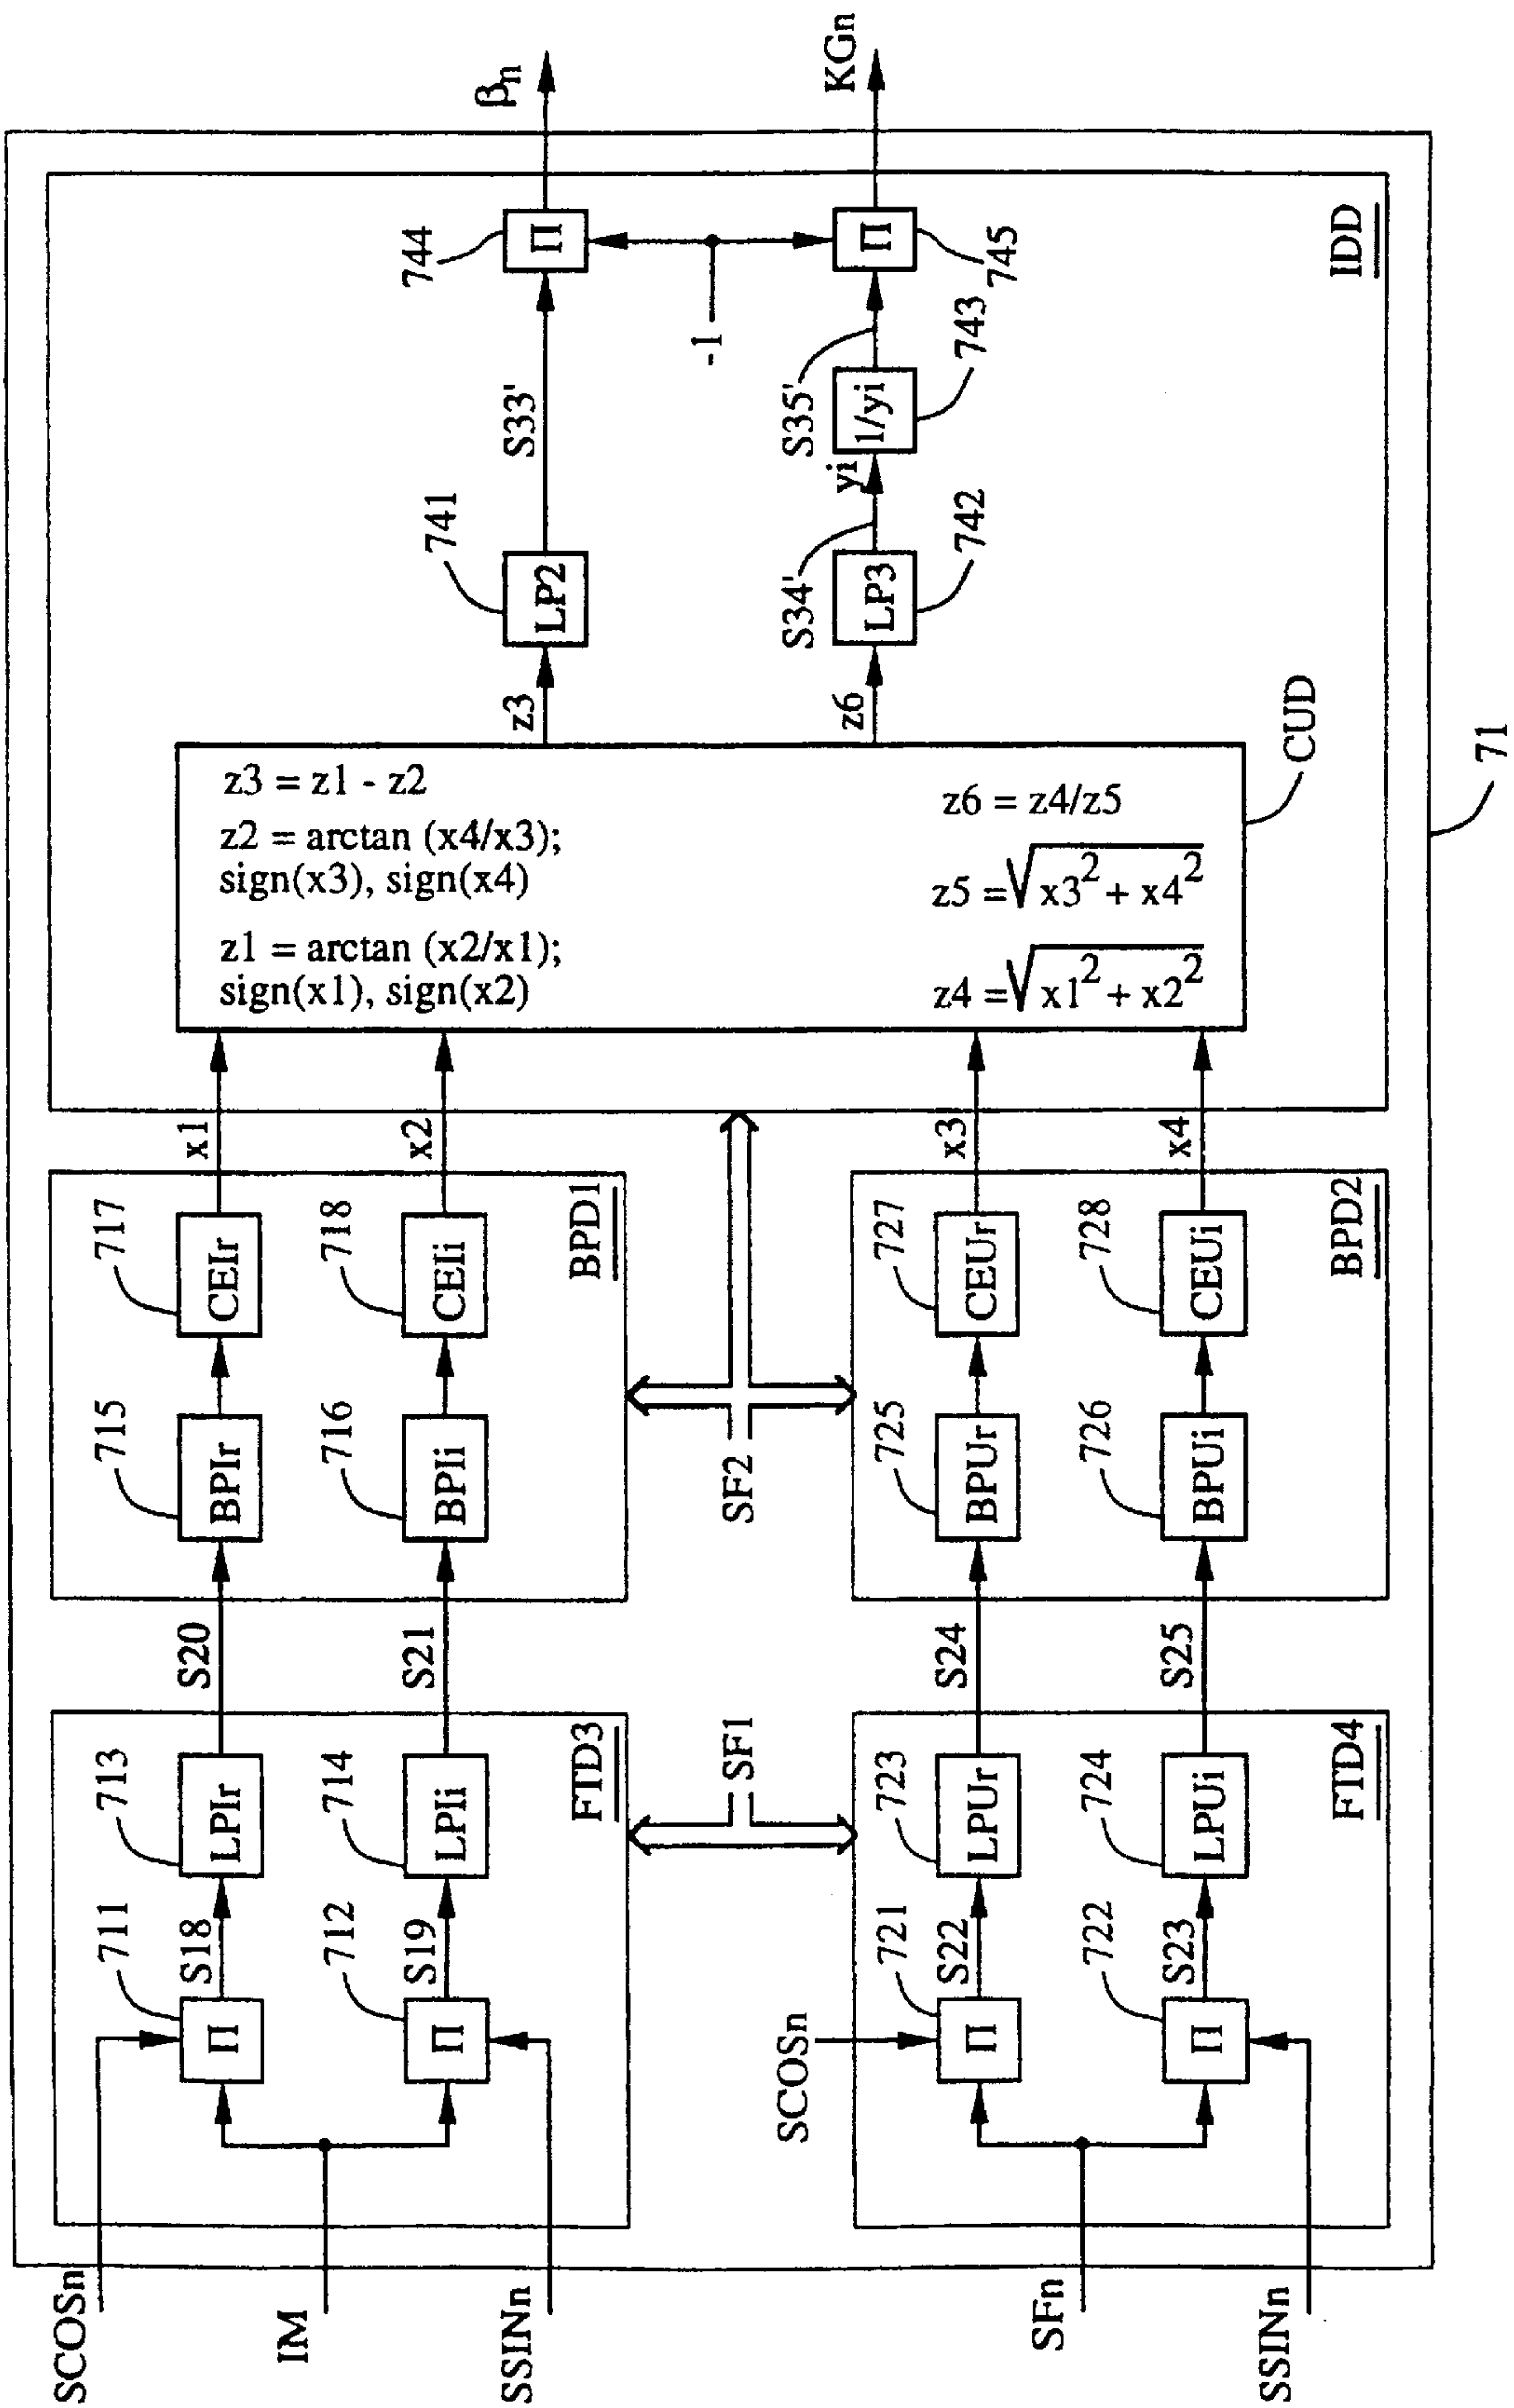 SCOSn
IM
SSINn
711
Π
S18
713
LPIr
712
Π
S19
714
LPIi
FTD3
S20
S21
715
BPIr
717
CEIr
716
BPIi
718
CEIi
BPD1
x1
x2
SF1
SF2
SCOSn
SFn
SSINn
721
Π
S22
723
LPUr
722
Π
S23
724
LPUi
FTD4
S24
S25
725
BPUr
727
CEUr
726
BPUi
728
CEUi
BPD2
x3
x4
z3 = z1 - z2
z2 = arctan (x4/x3);
sign(x3), sign(x4)
z1 = arctan (x2/x1);
sign(x1), sign(x2)
z6 = z4/z5
z5 = √x3² + x4²
z4 = √x1² + x2²
CUD
z3
741
LP2
S33'
744
Π
βn
-1
z6
LP3
742
S34'
yi
1/yi
743
S35'
Π
745
KGn
IDD
71